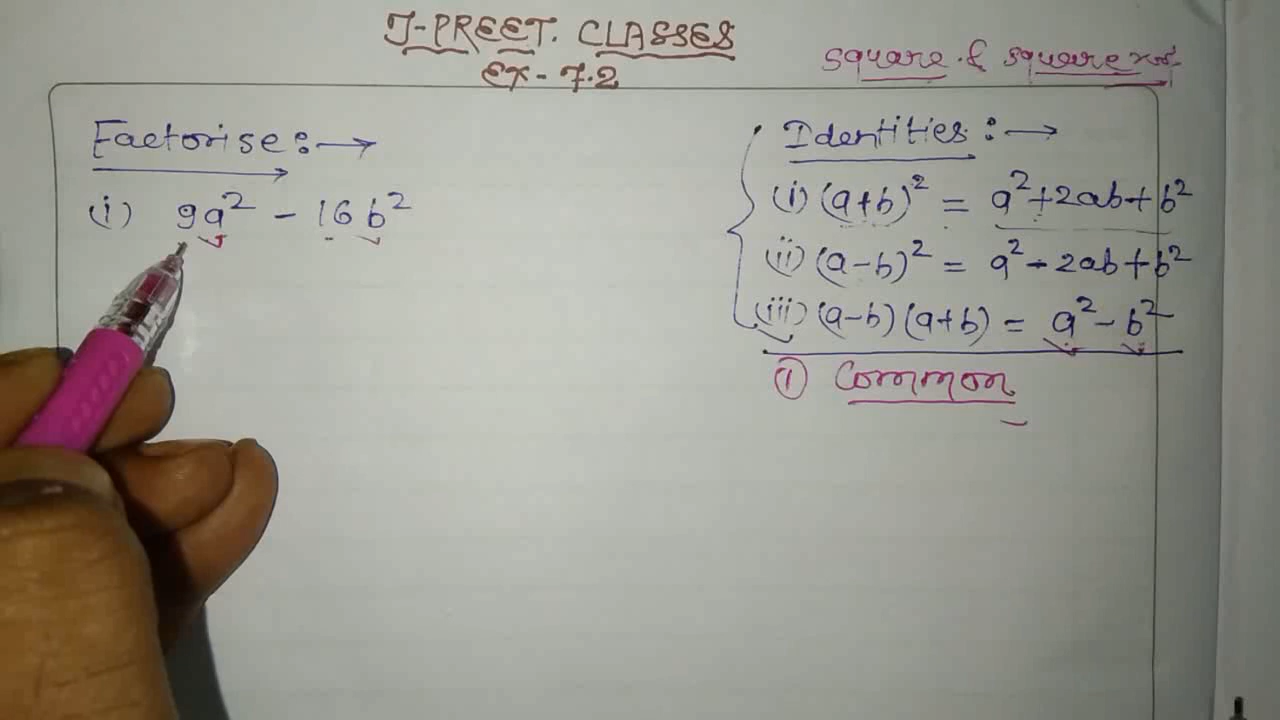 J-PREET. CLASSES
EX-7.2
square & square
Factorise:→
(i) 9a² - 16b²
Identities:→
(i) (a+b)² = a²+2ab+b²
(ii) (a-b)² = a²-2ab+b²
(iii) (a-b)(a+b) = a²-b²
① Common